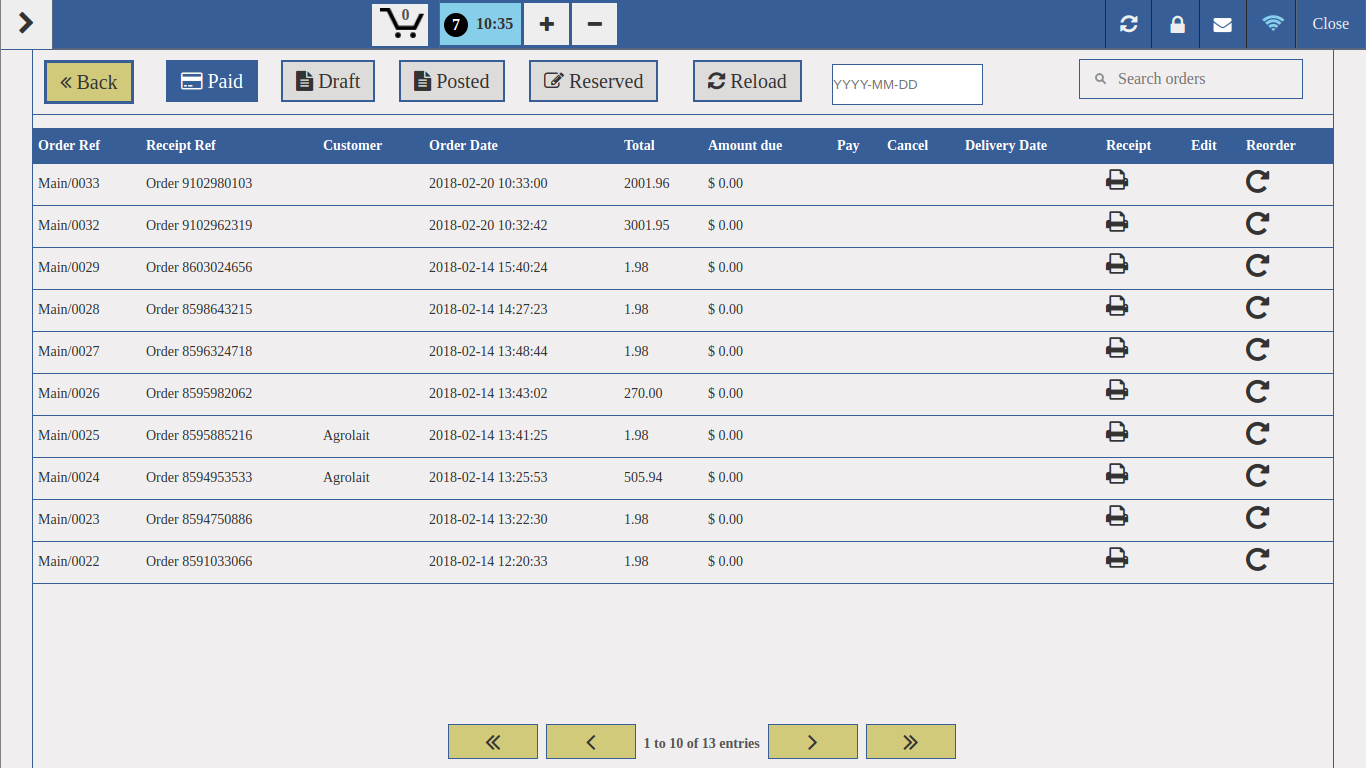 0 7 10:35 Close
Back Paid Draft Posted Reserved Reload YYYY-MM-DD Search orders
Order Ref Receipt Ref Customer Order Date Total Amount due Pay Cancel Delivery Date Receipt Edit Reorder
Main/0033 Order 9102980103 2018-02-20 10:33:00 2001.96 $ 0.00
Main/0032 Order 9102962319 2018-02-20 10:32:42 3001.95 $ 0.00
Main/0029 Order 8603024656 2018-02-14 15:40:24 1.98 $ 0.00
Main/0028 Order 8598643215 2018-02-14 14:27:23 1.98 $ 0.00
Main/0027 Order 8596324718 2018-02-14 13:48:44 1.98 $ 0.00
Main/0026 Order 8595982062 2018-02-14 13:43:02 270.00 $ 0.00
Main/0025 Order 8595885216 Agrolait 2018-02-14 13:41:25 1.98 $ 0.00
Main/0024 Order 8594953533 Agrolait 2018-02-14 13:25:53 505.94 $ 0.00
Main/0023 Order 8594750886 2018-02-14 13:22:30 1.98 $ 0.00
Main/0022 Order 8591033066 2018-02-14 12:20:33 1.98 $ 0.00
1 to 10 of 13 entries